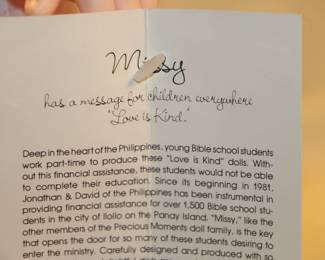 Missy
has a message for children everywhere
"Love is Kind."
Deep in the heart of the Philippines, young Bible school students
work part-time to produce these "Love is Kind" dolls. With-
out this financial assistance, these students would not be able
to complete their education. Since its beginning in 1981,
Jonathan & David of the Philippines has been instrumental in
providing financial assistance for over 1,500 Bible school stu-
dents in the city of Iloilo on the Panay Island. "Missy," like the
other members of the Precious Moments doll family, is the key
that opens the door for so many of these students desiring to
enter the ministry. Carefully designed and produced with so